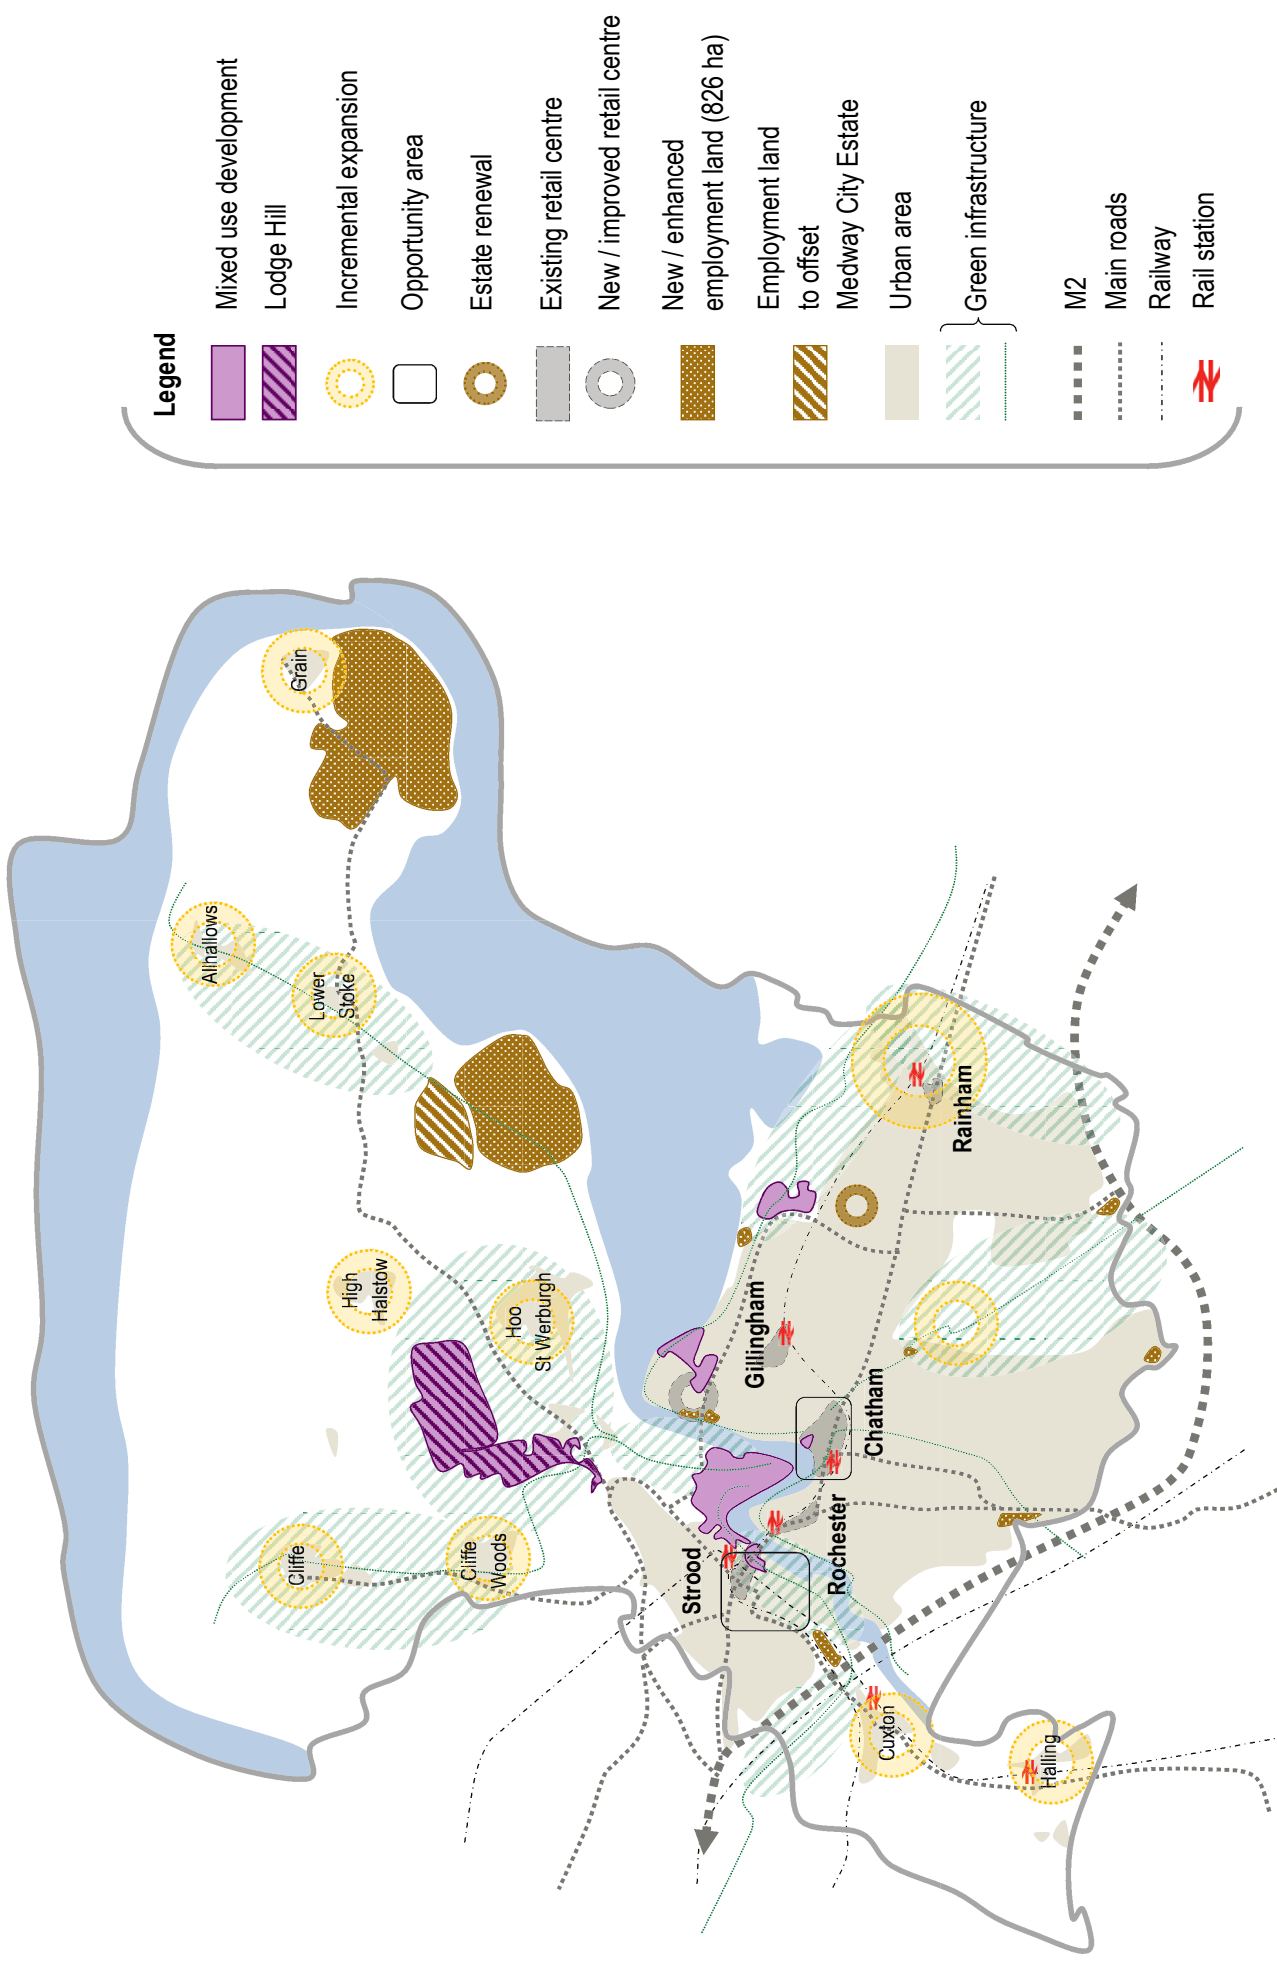 Legend
Mixed use development
Lodge Hill
Incremental expansion
Opportunity area
Estate renewal
Existing retail centre
New / improved retail centre
New / enhanced
employment land (826 ha)
Employment land
to offset
Medway City Estate
Urban area
Green infrastructure
M2
Main roads
Railway
Rail station
Grain
Allhallows
Lower
Stoke
High
Halstow
Hoo
St Werburgh
Cliffe
Cliffe
Woods
Rainham
Gillingham
Chatham
Rochester
Strood
Cuxton
Halling